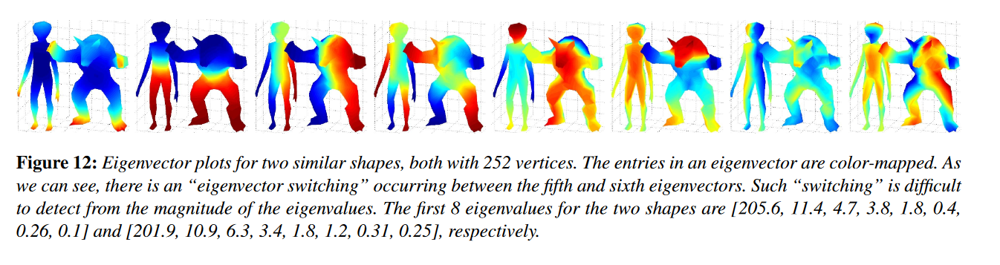 Figure 12: Eigenvector plots for two similar shapes, both with 252 vertices. The entries in an eigenvector are color-mapped. As
we can see, there is an “eigenvector switching” occurring between the fifth and sixth eigenvectors. Such “switching” is difficult
to detect from the magnitude of the eigenvalues. The first 8 eigenvalues for the two shapes are [205.6, 11.4, 4.7, 3.8, 1.8, 0.4,
0.26, 0.1] and [201.9, 10.9, 6.3, 3.4, 1.8, 1.2, 0.31, 0.25], respectively.